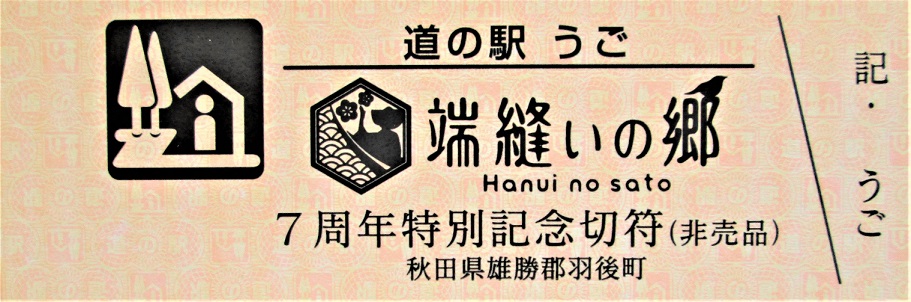 道の駅 うご
端縫いの郷
Hanui no sato
7周年特別記念切符(非売品)
秋田県雄勝郡羽後町
記・うご